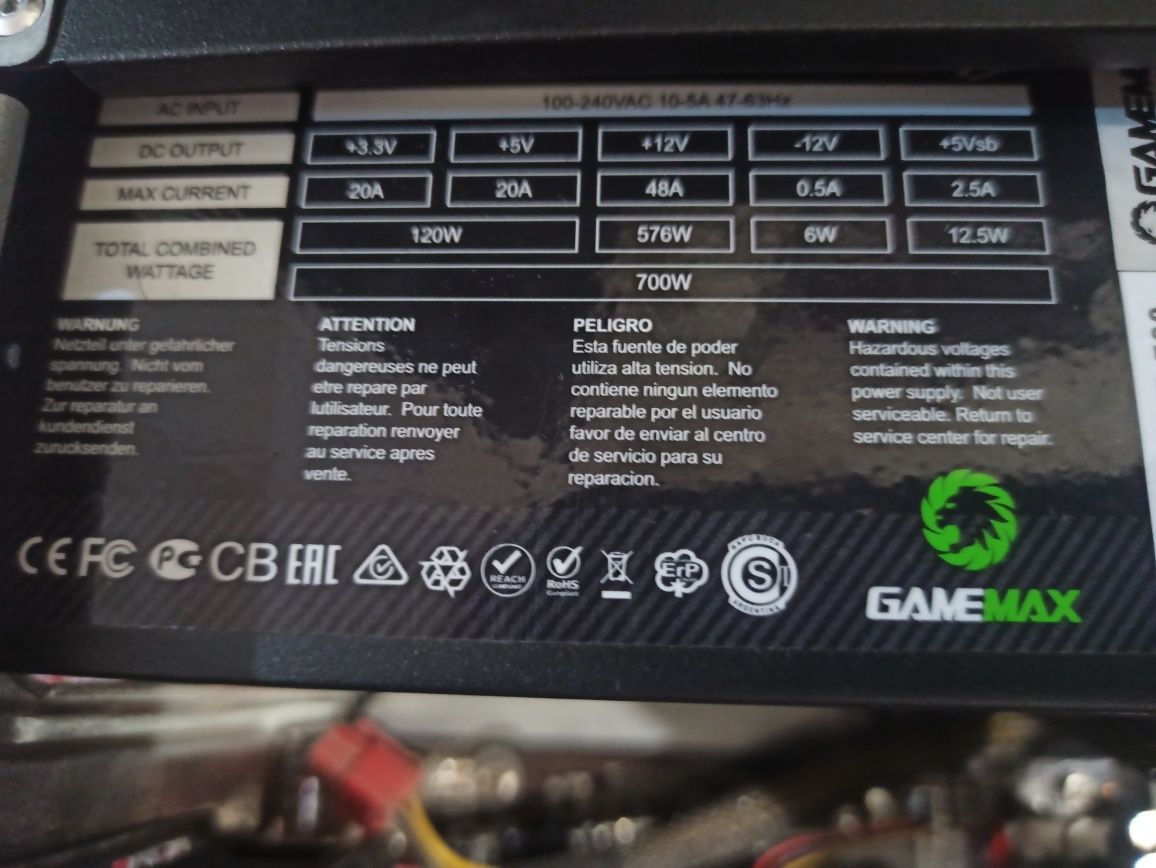 AC INPUT 100-240VAC 10-5A 47-63Hz
DC OUTPUT +3.3V +5V +12V -12V +5Vsb
MAX CURRENT 20A 20A 48A 0.5A 2.5A
TOTAL COMBINED WATTAGE 120W 576W 6W 12.5W
700W
WARNUNG
Netzteil unter gefahrlicher
spannung. Nicht vom
benutzer zu reparieren.
Zur reparatur an
kundendienst
zurucksenden.
ATTENTION
Tensions
dangereuses ne peut
etre repare par
lutilisateur. Pour toute
reparation renvoyer
au service apres
vente.
PELIGRO
Esta fuente de poder
utiliza alta tension. No
contiene ningun elemento
reparable por el usuario
favor de enviar al centro
de servicio para su
reparacion.
WARNING
Hazardous voltages
contained within this
power supply. Not user
serviceable. Return to
service center for repair.
CE FC PC CB EAC REACH RoHS Compliant ErP S ARGENTINA
GAMEMAX
GAMEM